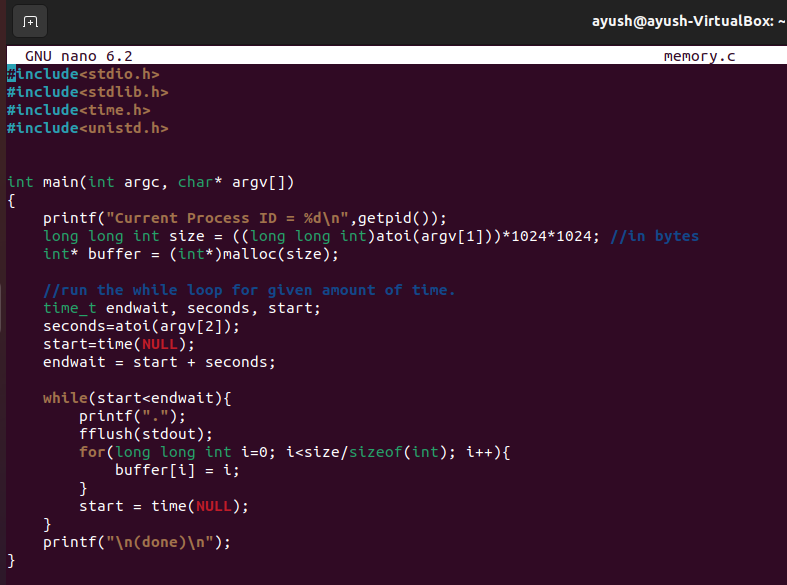 ayush@ayush-VirtualBox: ~
GNU nano 6.2 memory.c
#include<stdio.h>
#include<stdlib.h>
#include<time.h>
#include<unistd.h>
int main(int argc, char* argv[])
{
    printf("Current Process ID = %d\n",getpid());
    long long int size = ((long long int)atoi(argv[1]))*1024*1024; //in bytes
    int* buffer = (int*)malloc(size);
    //run the while loop for given amount of time.
    time_t endwait, seconds, start;
    seconds=atoi(argv[2]);
    start=time(NULL);
    endwait = start + seconds;
    while(start<endwait){
        printf(".");
        fflush(stdout);
        for(long long int i=0; i<size/sizeof(int); i++){
            buffer[i] = i;
        }
        start = time(NULL);
    }
    printf("\n(done)\n");
}